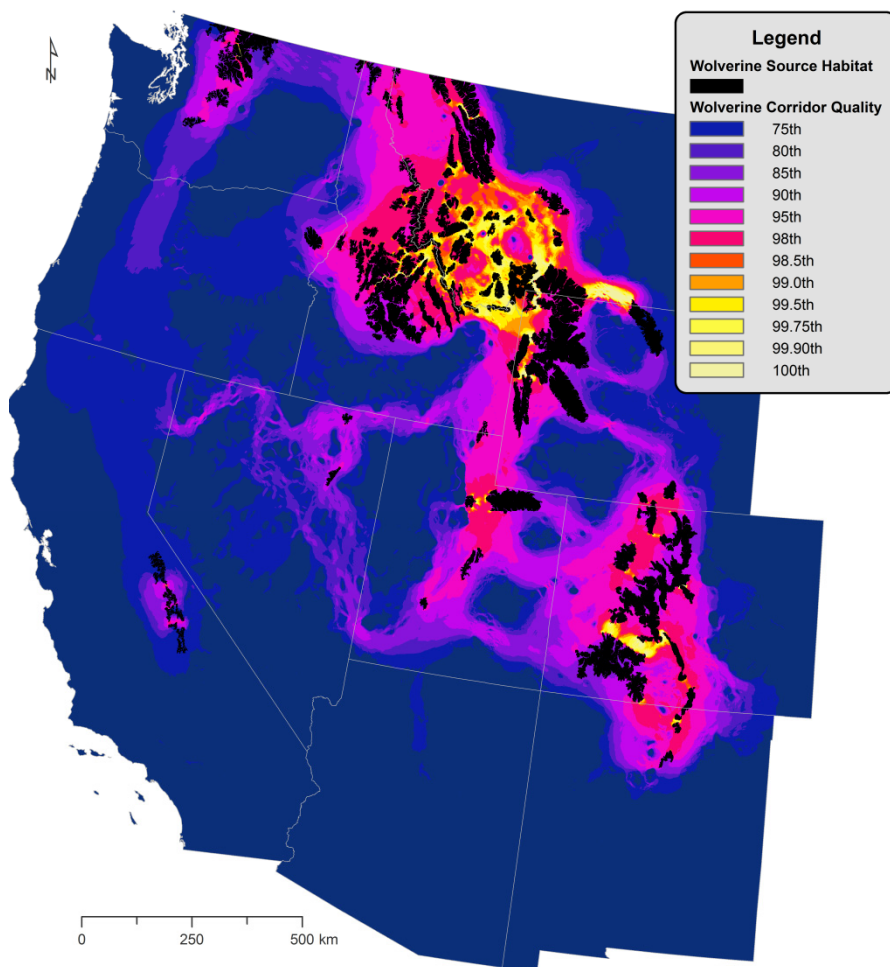 N
Legend
Wolverine Source Habitat
Wolverine Corridor Quality
75th
80th
85th
90th
95th
98th
98.5th
99.0th
99.5th
99.75th
99.90th
100th
0 250 500 km